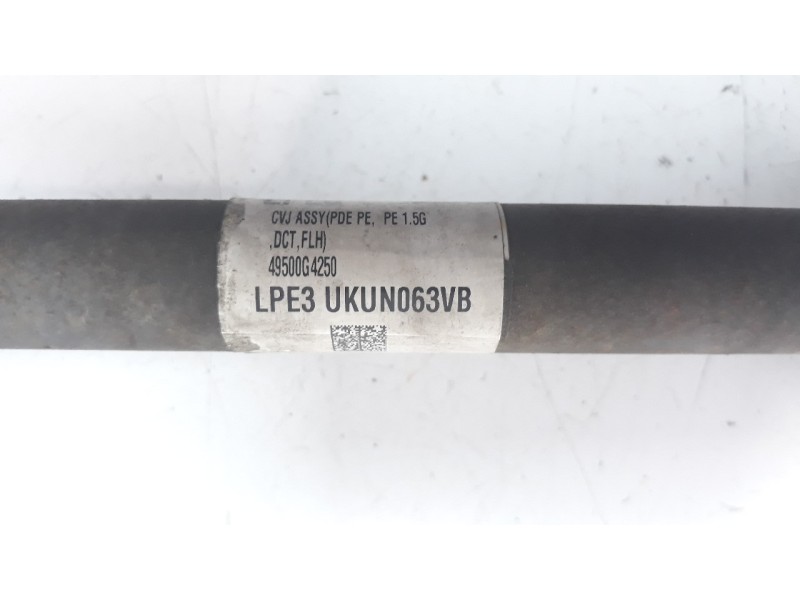 CVJ ASSY(PDE PE, PE 1.5G
,DCT,FLH)
49500G4250
LPE3 UKUN063VB